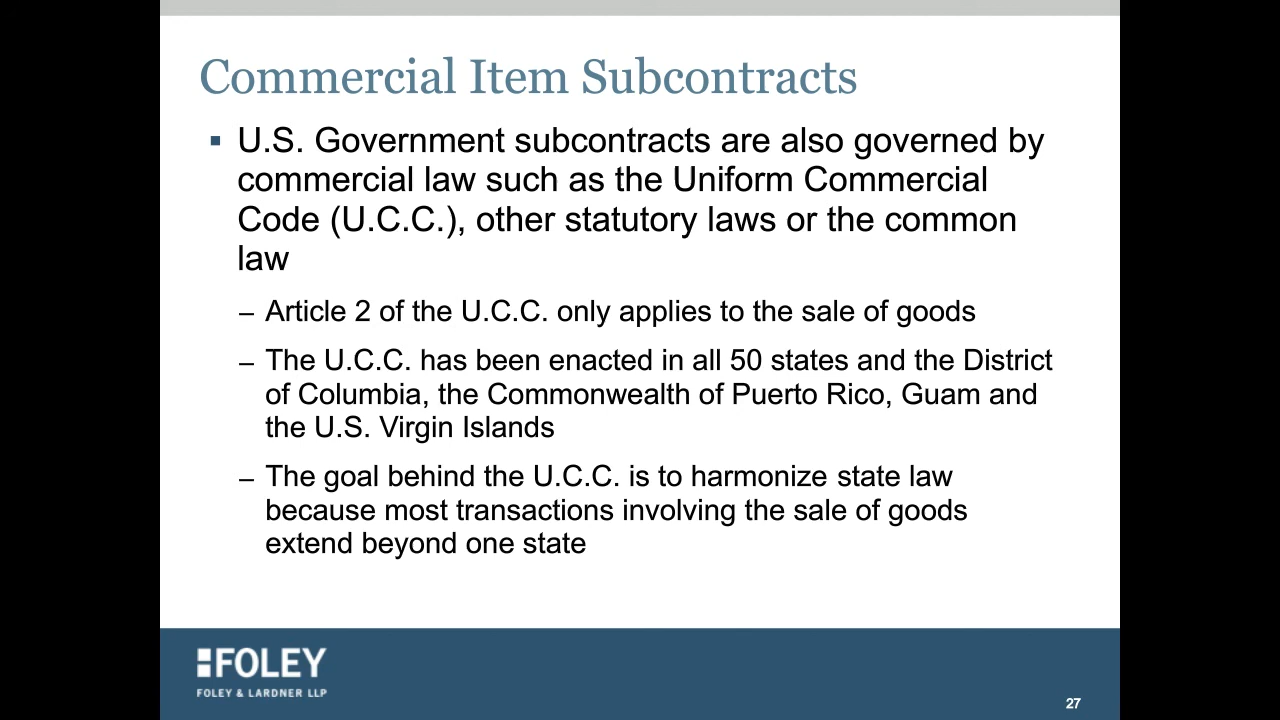 Commercial Item Subcontracts
▪ U.S. Government subcontracts are also governed by
commercial law such as the Uniform Commercial
Code (U.C.C.), other statutory laws or the common
law
– Article 2 of the U.C.C. only applies to the sale of goods
– The U.C.C. has been enacted in all 50 states and the District
of Columbia, the Commonwealth of Puerto Rico, Guam and
the U.S. Virgin Islands
– The goal behind the U.C.C. is to harmonize state law
because most transactions involving the sale of goods
extend beyond one state
FOLEY
FOLEY & LARDNER LLP
27